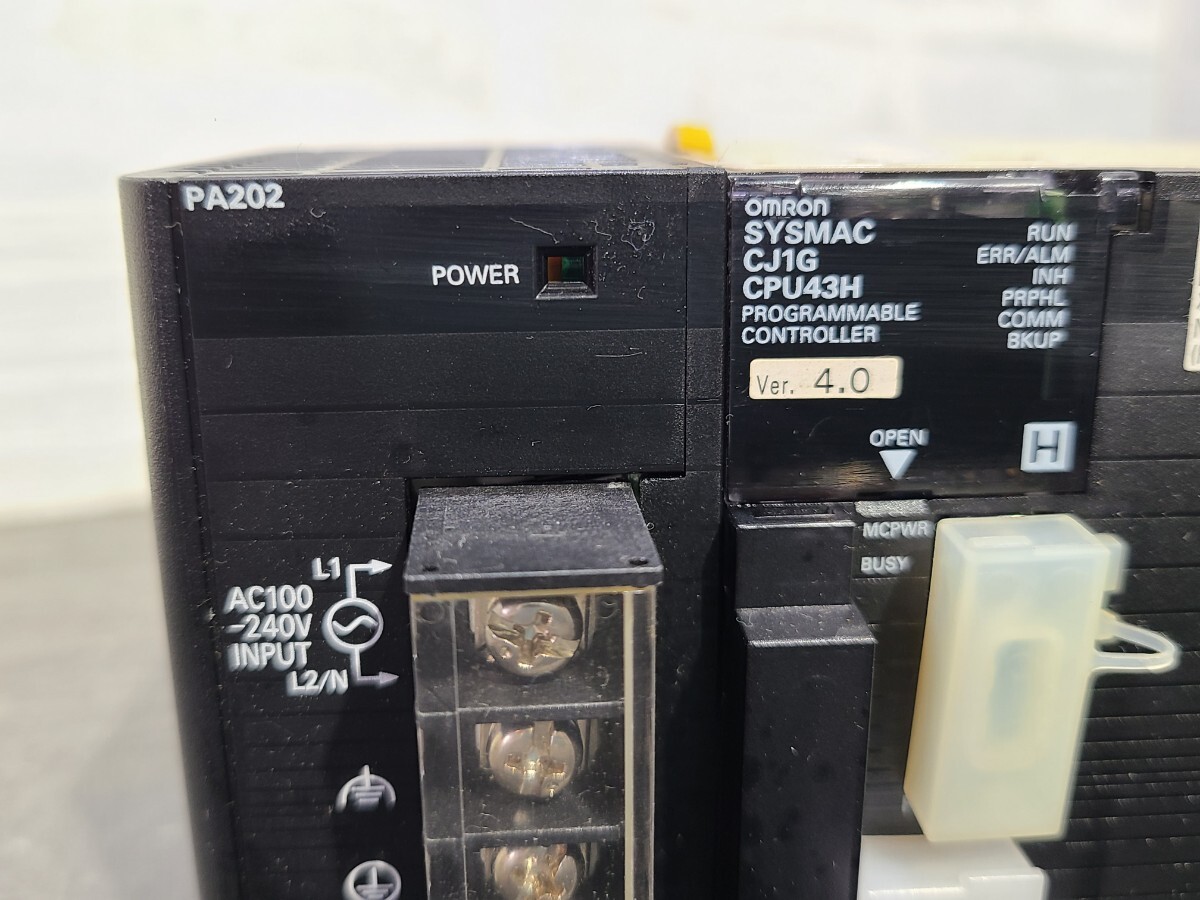 PA202
POWER
L1
AC100
-240V
INPUT
L2/N
OMRON
SYSMAC
CJ1G
CPU43H
PROGRAMMABLE
CONTROLLER
RUN
ERR/ALM
INH
PRPHL
COMM
BKUP
Ver. 4.0
OPEN
H
MCPWR
BUSY